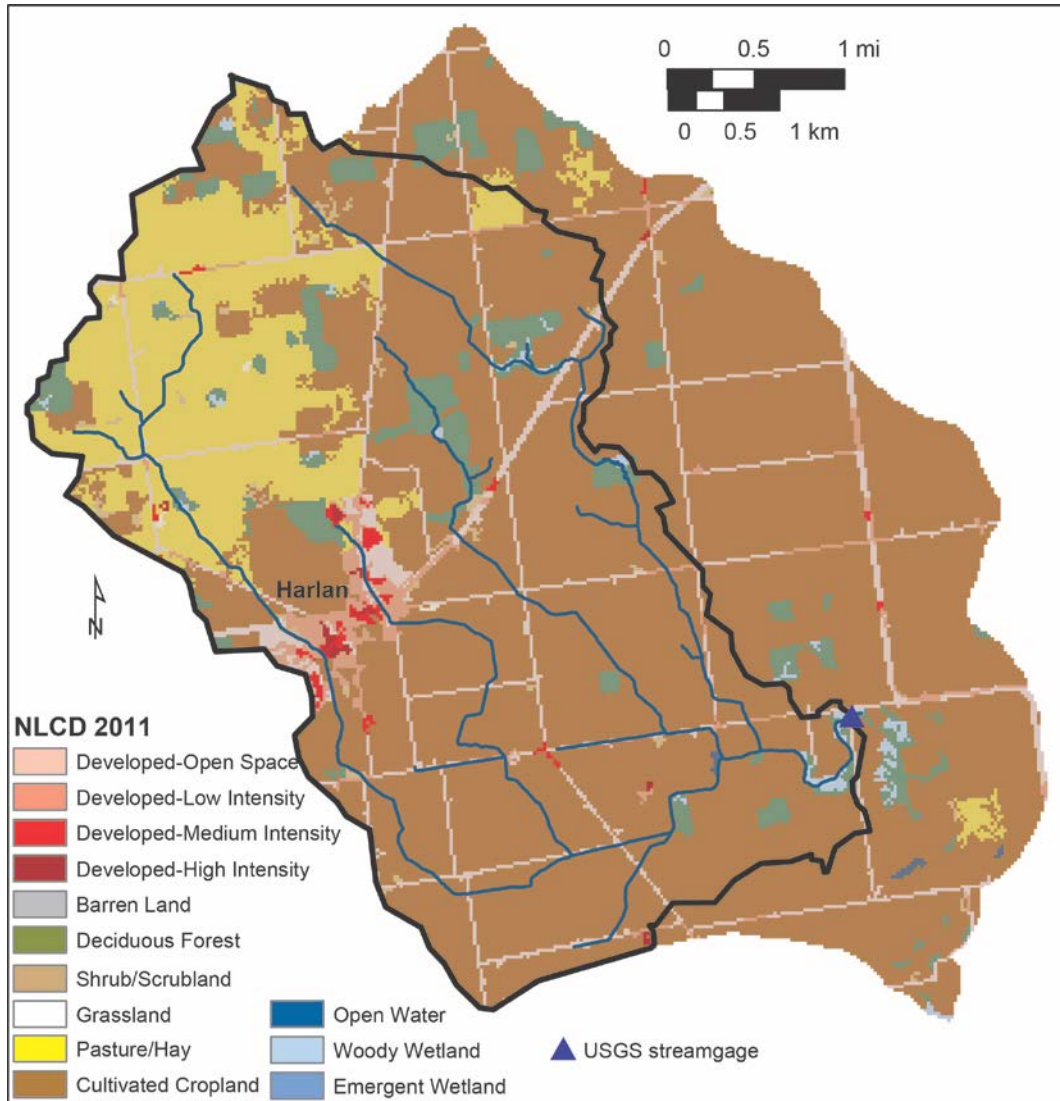 0 0.5 1 mi
0 0.5 1 km
Harlan
N
NLCD 2011
Developed-Open Space
Developed-Low Intensity
Developed-Medium Intensity
Developed-High Intensity
Barren Land
Deciduous Forest
Shrub/Scrubland
Grassland
Pasture/Hay
Cultivated Cropland
Open Water
Woody Wetland
Emergent Wetland
USGS streamgage